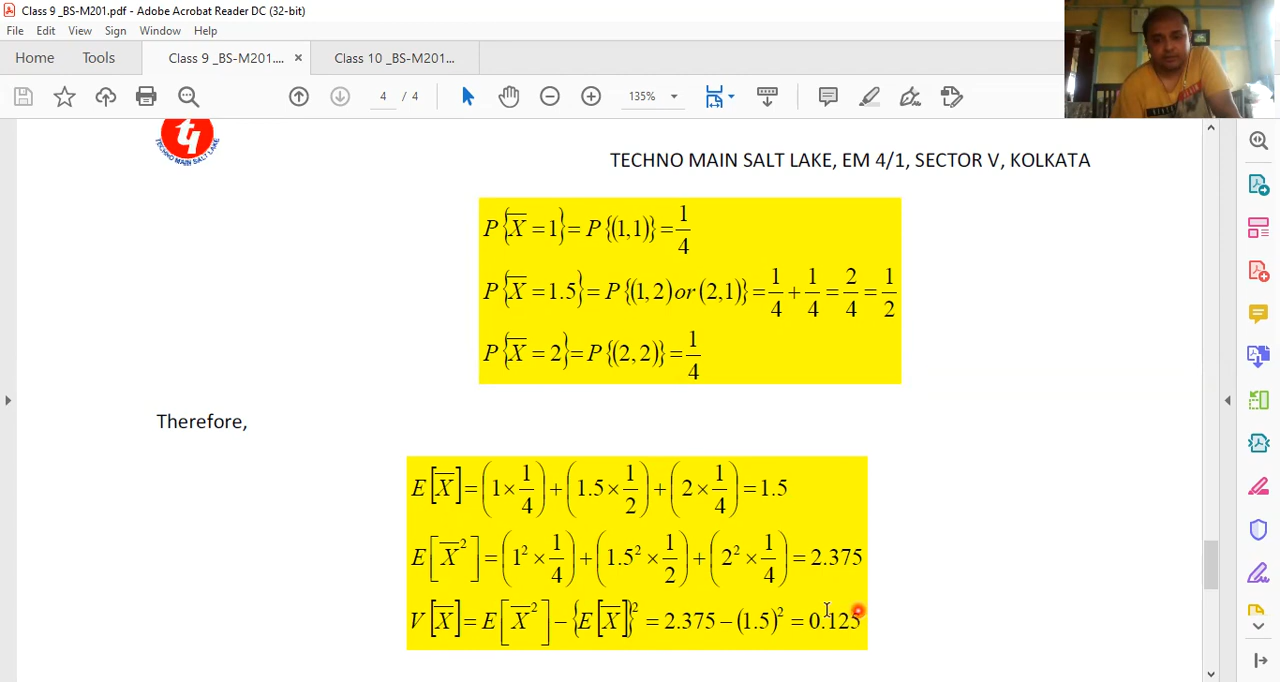 Class 9 _BS-M201.pdf - Adobe Acrobat Reader DC (32-bit)
File Edit View Sign Window Help
Home Tools Class 9 _BS-M201.... × Class 10 _BS-M201...
4 / 4 135%
TECHNO MAIN SALT LAKE
TECHNO MAIN SALT LAKE, EM 4/1, SECTOR V, KOLKATA
P{X̅ = 1} = P{(1,1)} = 1/4
P{X̅ = 1.5} = P{(1, 2) or (2,1)} = 1/4 + 1/4 = 2/4 = 1/2
P{X̅ = 2} = P{(2, 2)} = 1/4
Therefore,
E[X̅] = (1 × 1/4) + (1.5 × 1/2) + (2 × 1/4) = 1.5
E[X̅²] = (1² × 1/4) + (1.5² × 1/2) + (2² × 1/4) = 2.375
V[X̅] = E[X̅²] − {E[X̅]}² = 2.375 − (1.5)² = 0.125